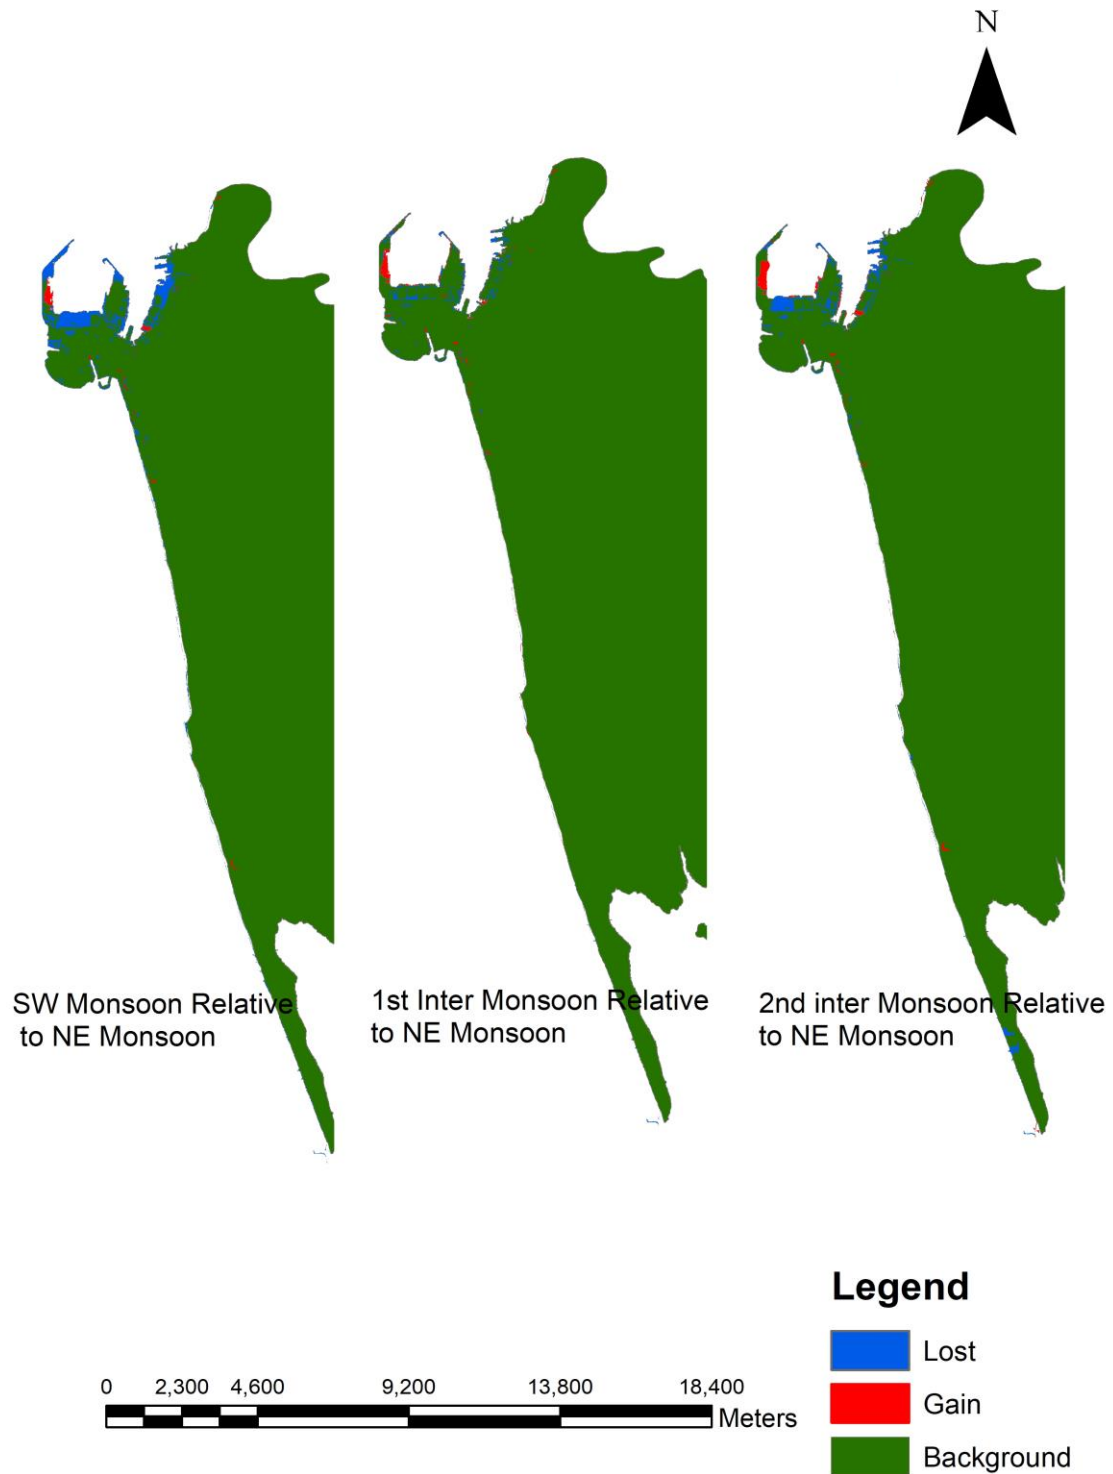 N
SW Monsoon Relative
to NE Monsoon
1st Inter Monsoon Relative
to NE Monsoon
2nd inter Monsoon Relative
to NE Monsoon
Legend
Lost
Gain
Background
0 2,300 4,600 9,200 13,800 18,400
Meters